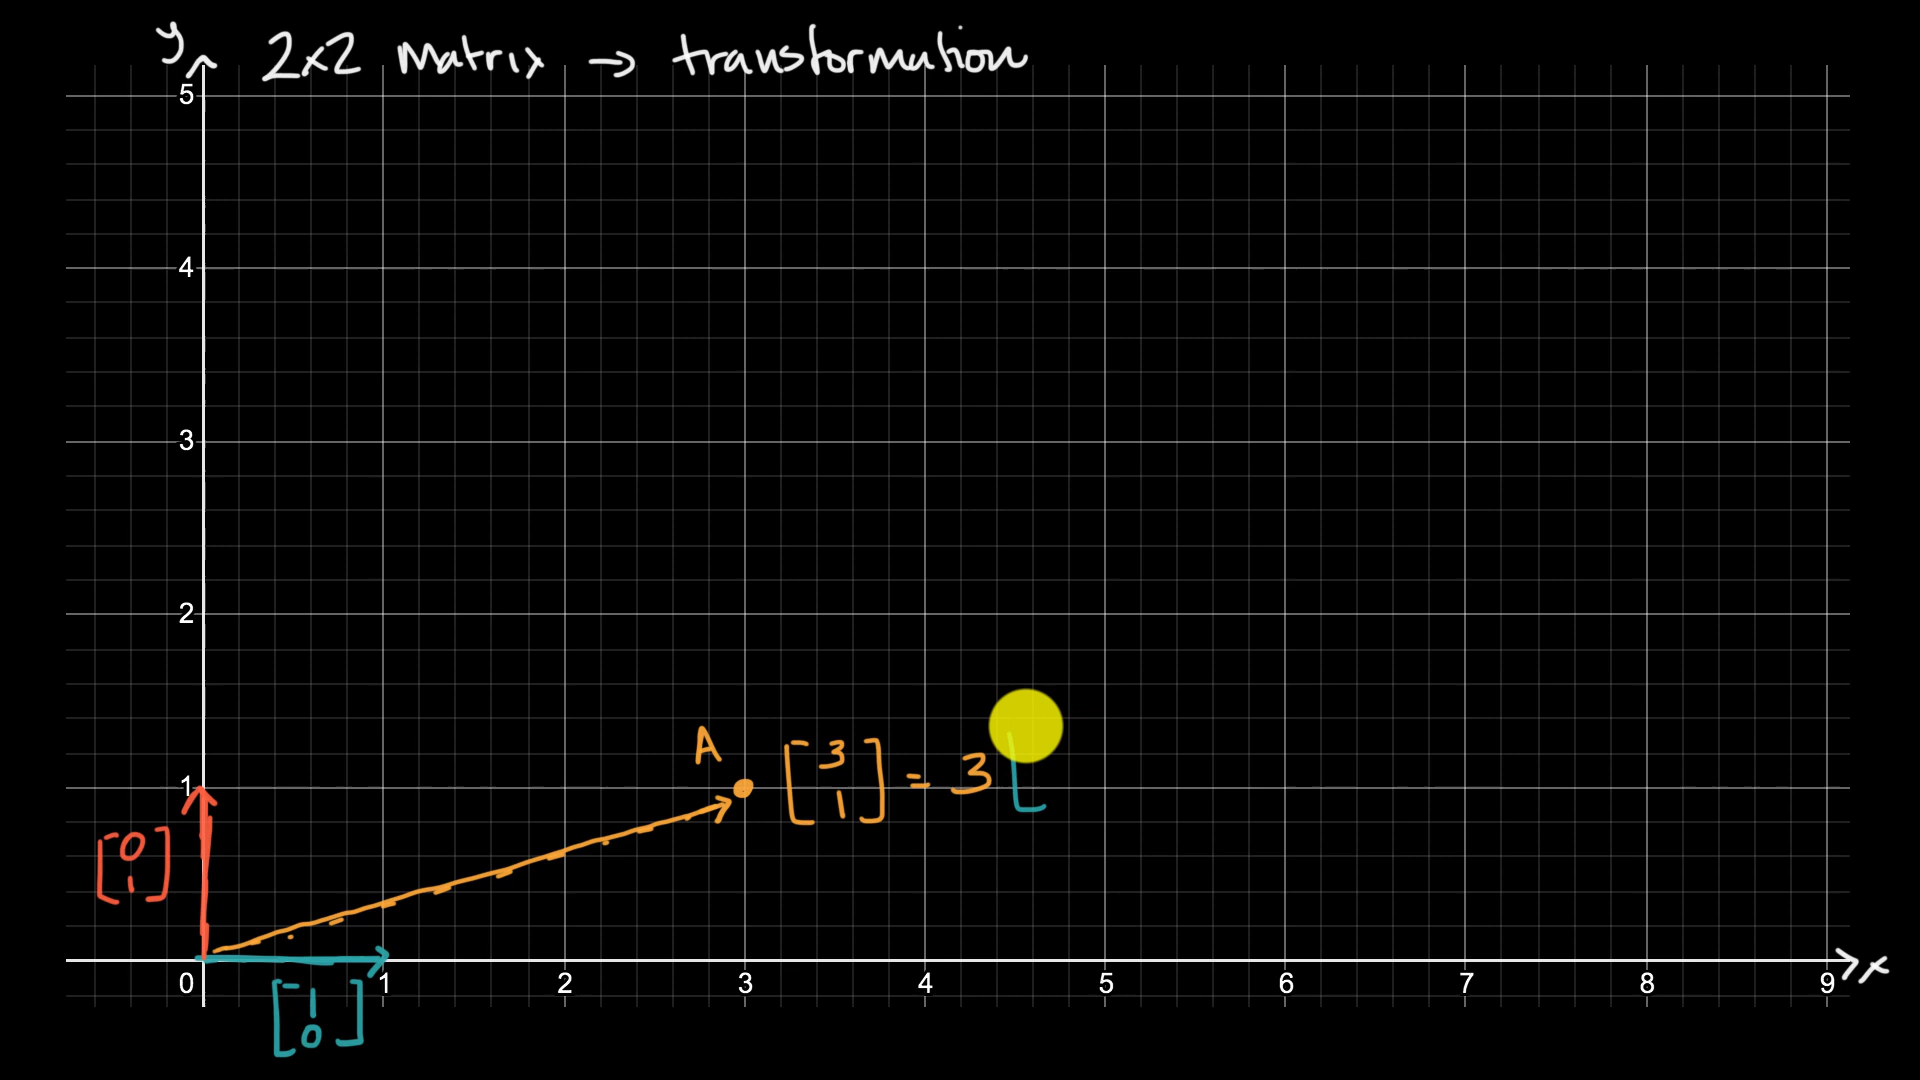 y 2x2 Matrix → transformation
5
4
3
2
1
A [3 1] = 3 [
[0 1]
0 1 2 3 4 5 6 7 8 9 x
[1 0]